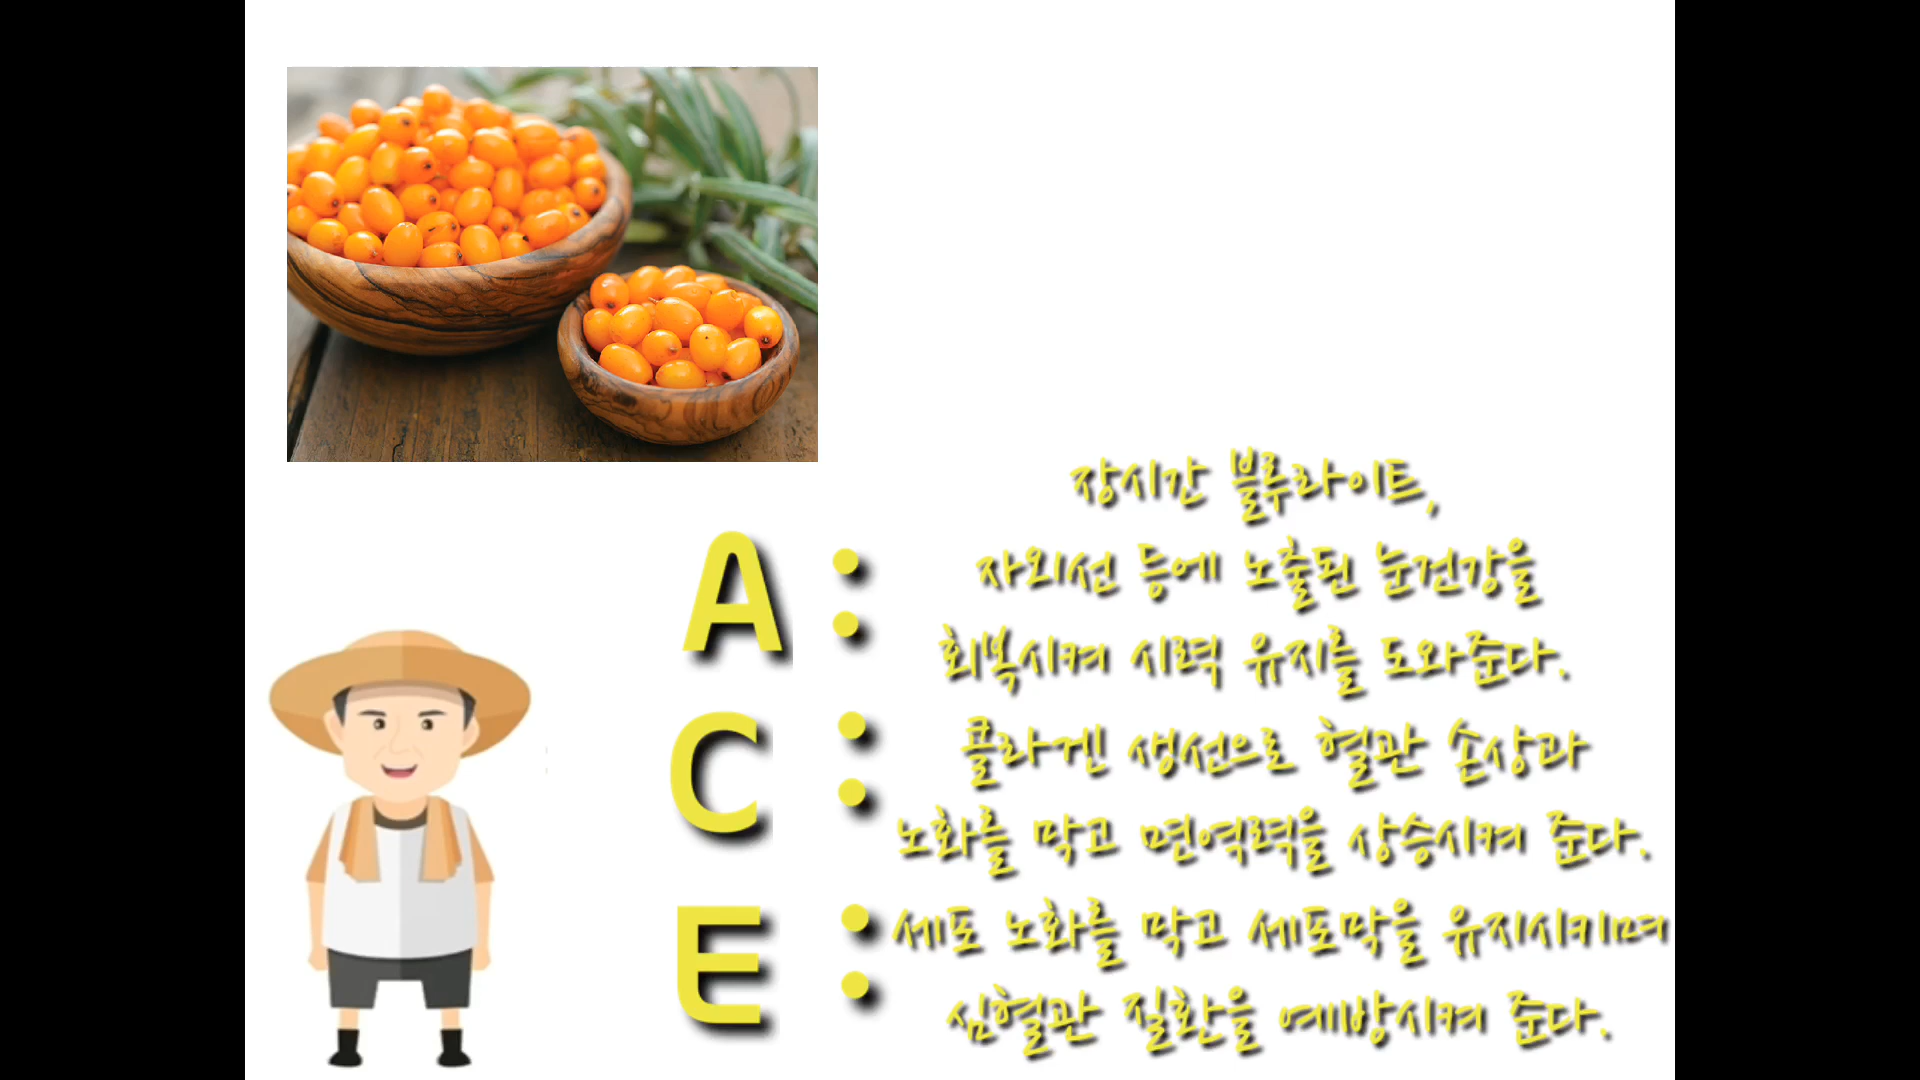 장시간 블루라이트,
A : 자외선 등에 노출된 눈건강을
회복시켜 시력 유지를 도와준다.
C : 콜라겐 생선으로 혈관 손상과
노화를 막고 면역력을 상승시켜 준다.
E : 세포 노화를 막고 세포막을 유지시키며
심혈관 질환을 예방시켜 준다.